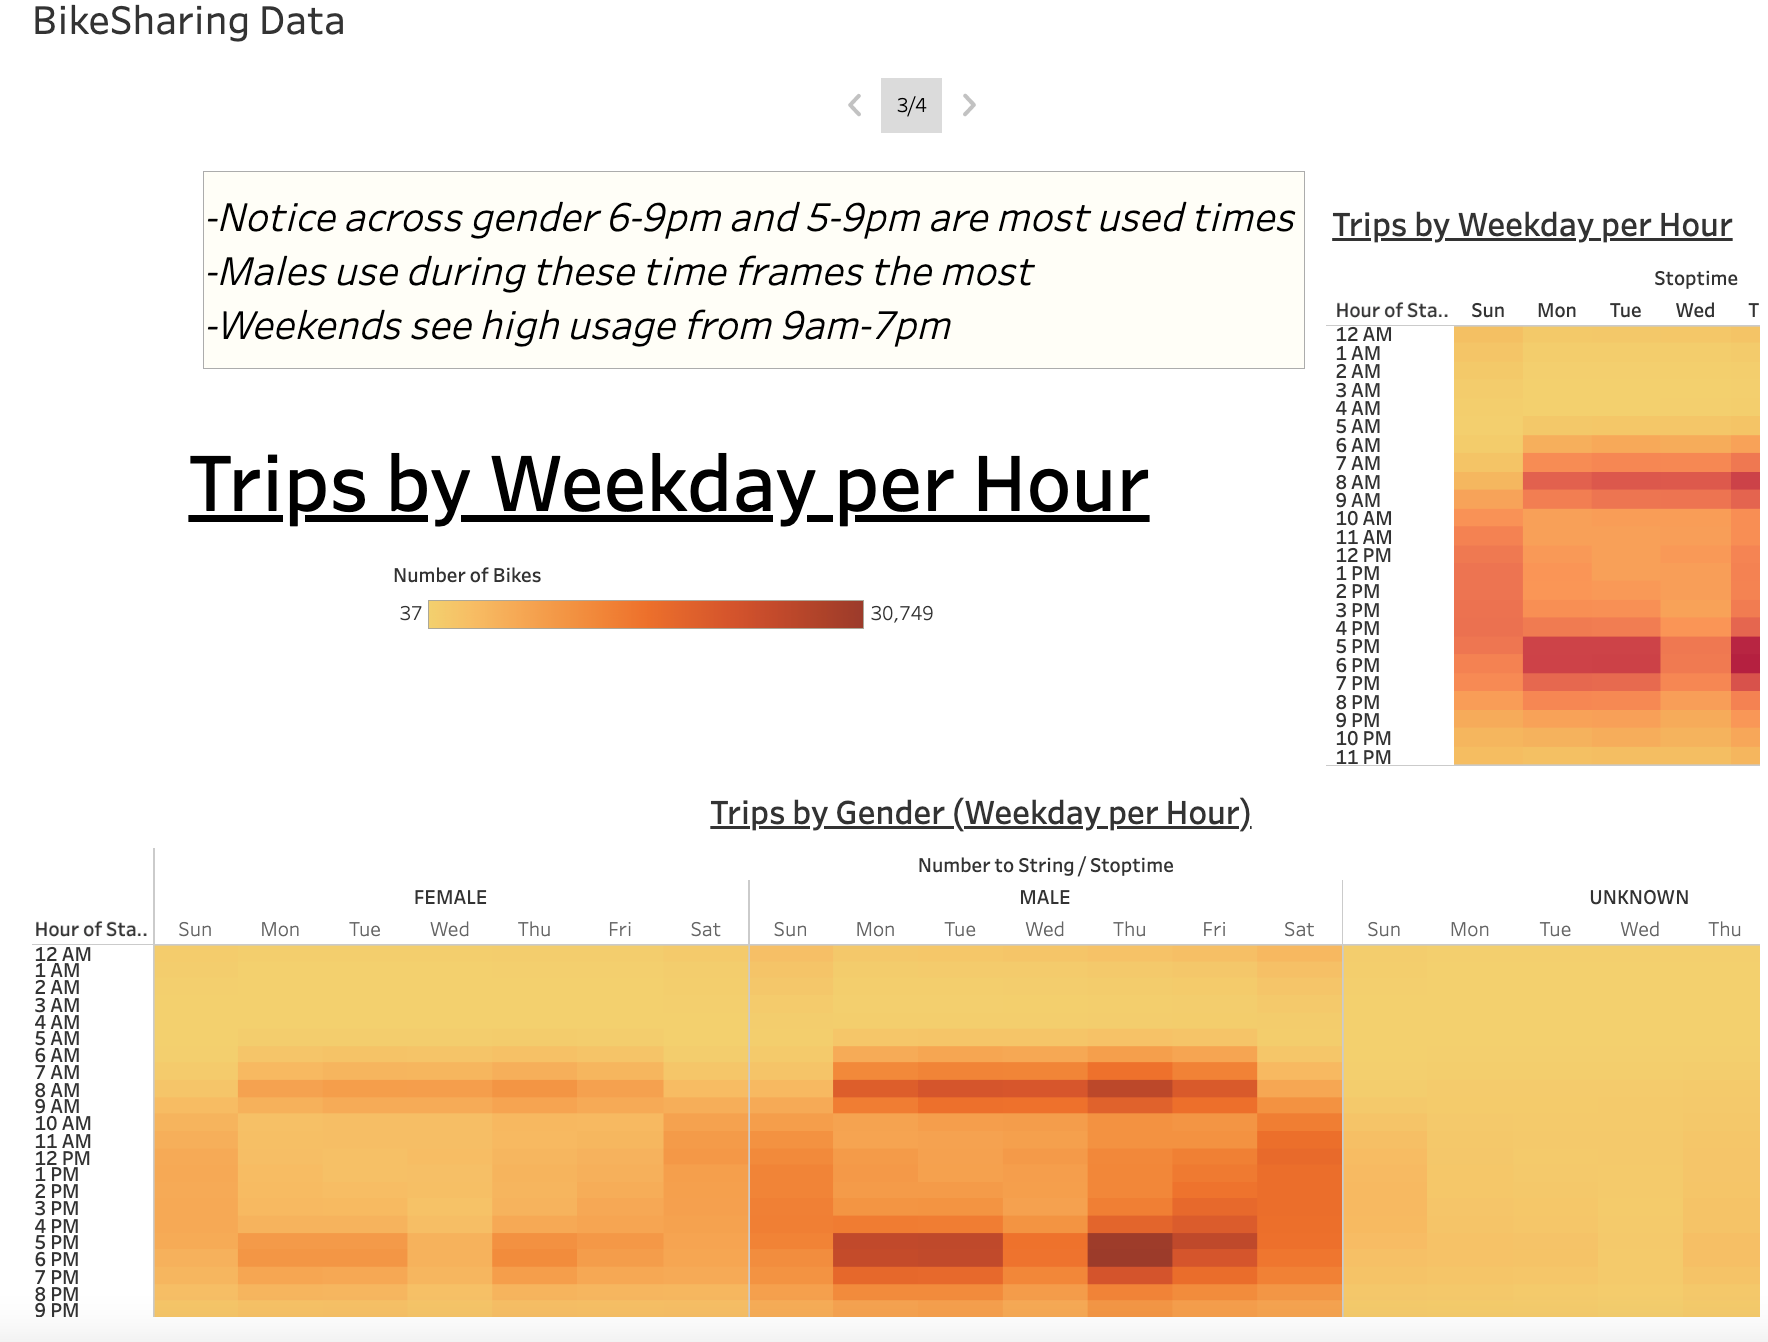 BikeSharing Data
3/4
-Notice across gender 6-9pm and 5-9pm are most used times
-Males use during these time frames the most
-Weekends see high usage from 9am-7pm
Trips by Weekday per Hour
Number of Bikes
37 30,749
Trips by Weekday per Hour
Stoptime
Hour of Sta.. Sun Mon Tue Wed T
12 AM
1 AM
2 AM
3 AM
4 AM
5 AM
6 AM
7 AM
8 AM
9 AM
10 AM
11 AM
12 PM
1 PM
2 PM
3 PM
4 PM
5 PM
6 PM
7 PM
8 PM
9 PM
10 PM
11 PM
Trips by Gender (Weekday per Hour)
Number to String / Stoptime
FEMALE MALE UNKNOWN
Hour of Sta.. Sun Mon Tue Wed Thu Fri Sat Sun Mon Tue Wed Thu Fri Sat Sun Mon Tue Wed Thu
12 AM
1 AM
2 AM
3 AM
4 AM
5 AM
6 AM
7 AM
8 AM
9 AM
10 AM
11 AM
12 PM
1 PM
2 PM
3 PM
4 PM
5 PM
6 PM
7 PM
8 PM
9 PM